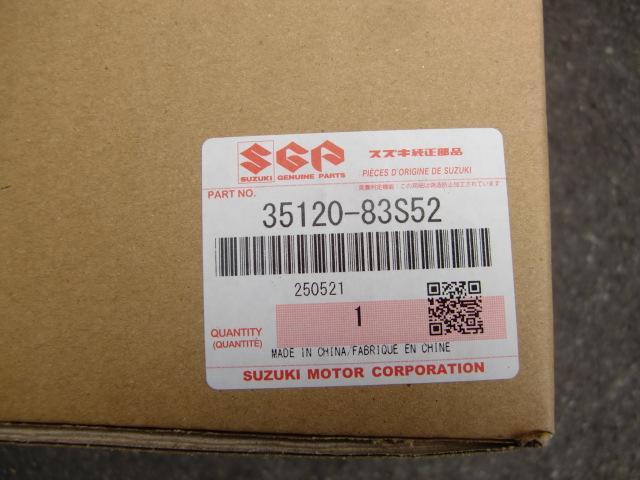 SGP スズキ純正部品
SUZUKI GENUINE PARTS PIÈCES D'ORIGINE DE SUZUKI
PART NO.
35120-83S52
250521
1
QUANTITY
(QUANTITÉ)
MADE IN CHINA/FABRIQUE EN CHINE
SUZUKI MOTOR CORPORATION